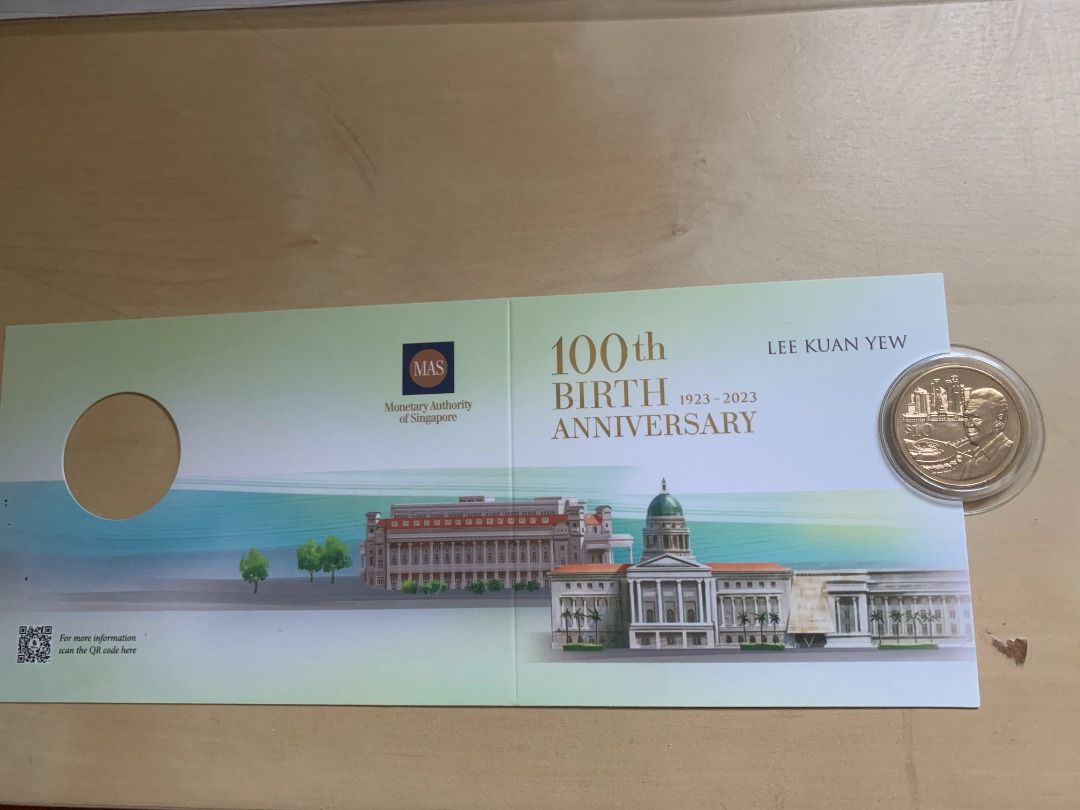 MAS
Monetary Authority
of Singapore
For more information
scan the QR code here
100th
BIRTH 1923–2023
ANNIVERSARY
LEE KUAN YEW
$10